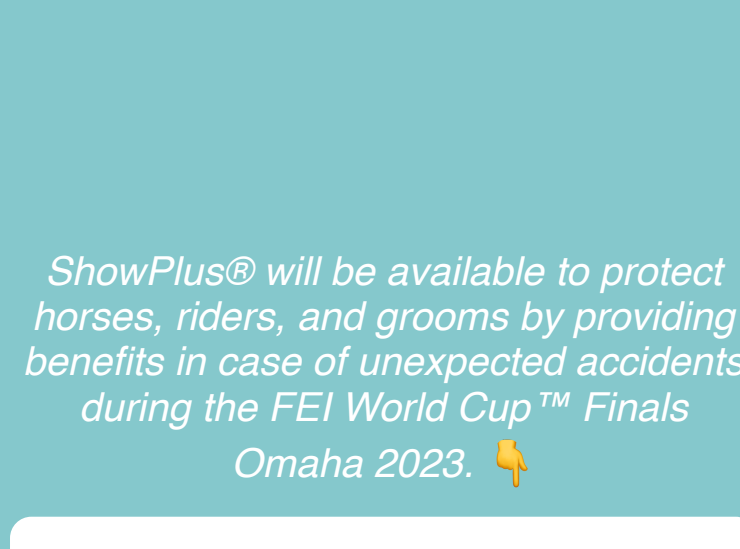 ShowPlus® will be available to protect
horses, riders, and grooms by providing
benefits in case of unexpected accidents
during the FEI World Cup™ Finals
Omaha 2023. 👇